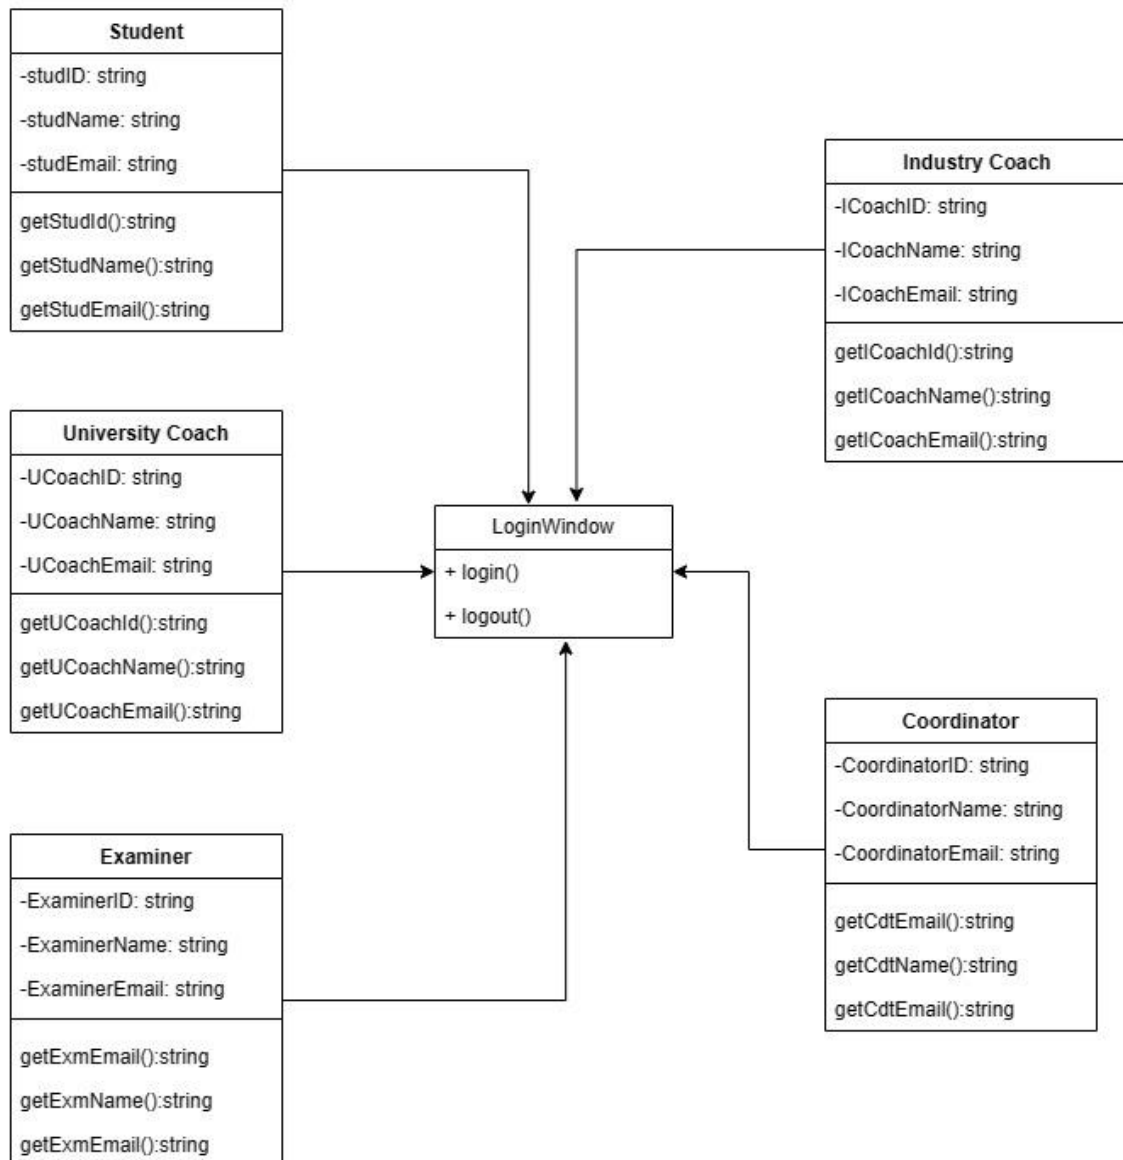 Student
-studID: string
-studName: string
-studEmail: string
getStudId():string
getStudName():string
getStudEmail():string
Industry Coach
-ICoachID: string
-ICoachName: string
-ICoachEmail: string
getICoachId():string
getICoachName():string
getICoachEmail():string
University Coach
-UCoachID: string
-UCoachName: string
-UCoachEmail: string
getUCoachId():string
getUCoachName():string
getUCoachEmail():string
LoginWindow
+ login()
+ logout()
Coordinator
-CoordinatorID: string
-CoordinatorName: string
-CoordinatorEmail: string
getCdtEmail():string
getCdtName():string
getCdtEmail():string
Examiner
-ExaminerID: string
-ExaminerName: string
-ExaminerEmail: string
getExmEmail():string
getExmName():string
getExmEmail():string